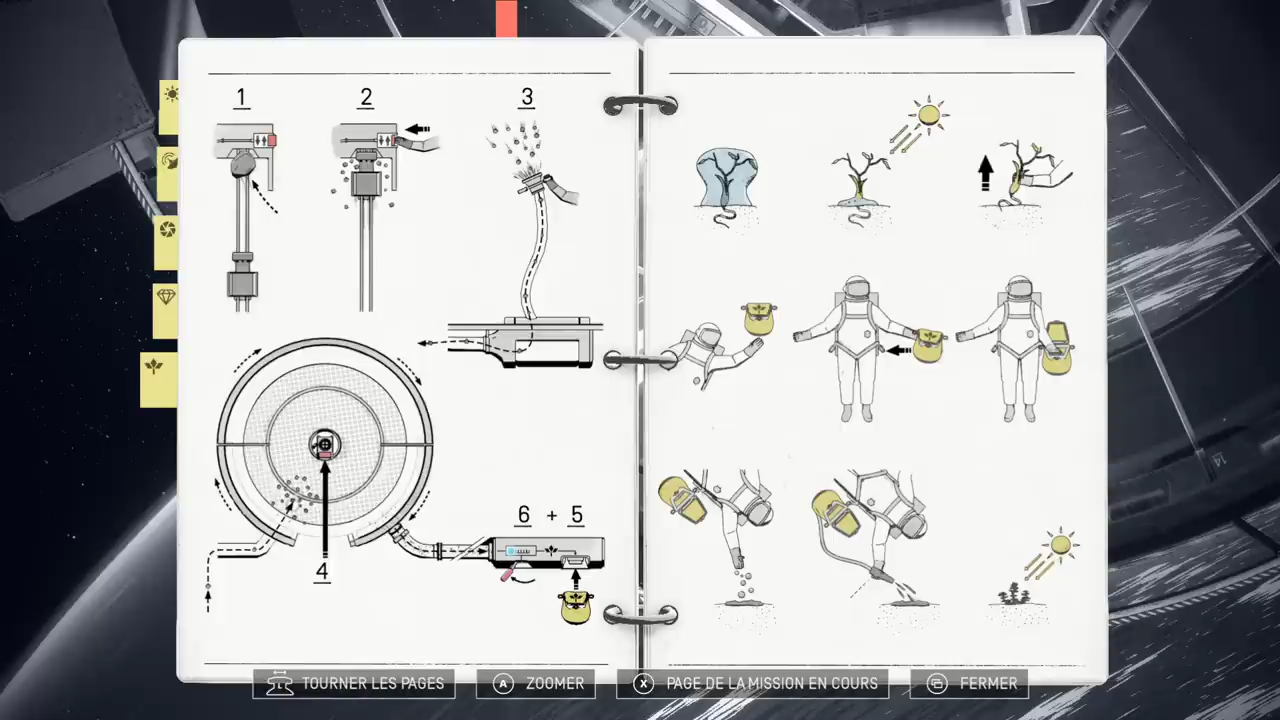 1
2
3
4
6 + 5
TOURNER LES PAGES
A ZOOMER
X PAGE DE LA MISSION EN COURS
FERMER